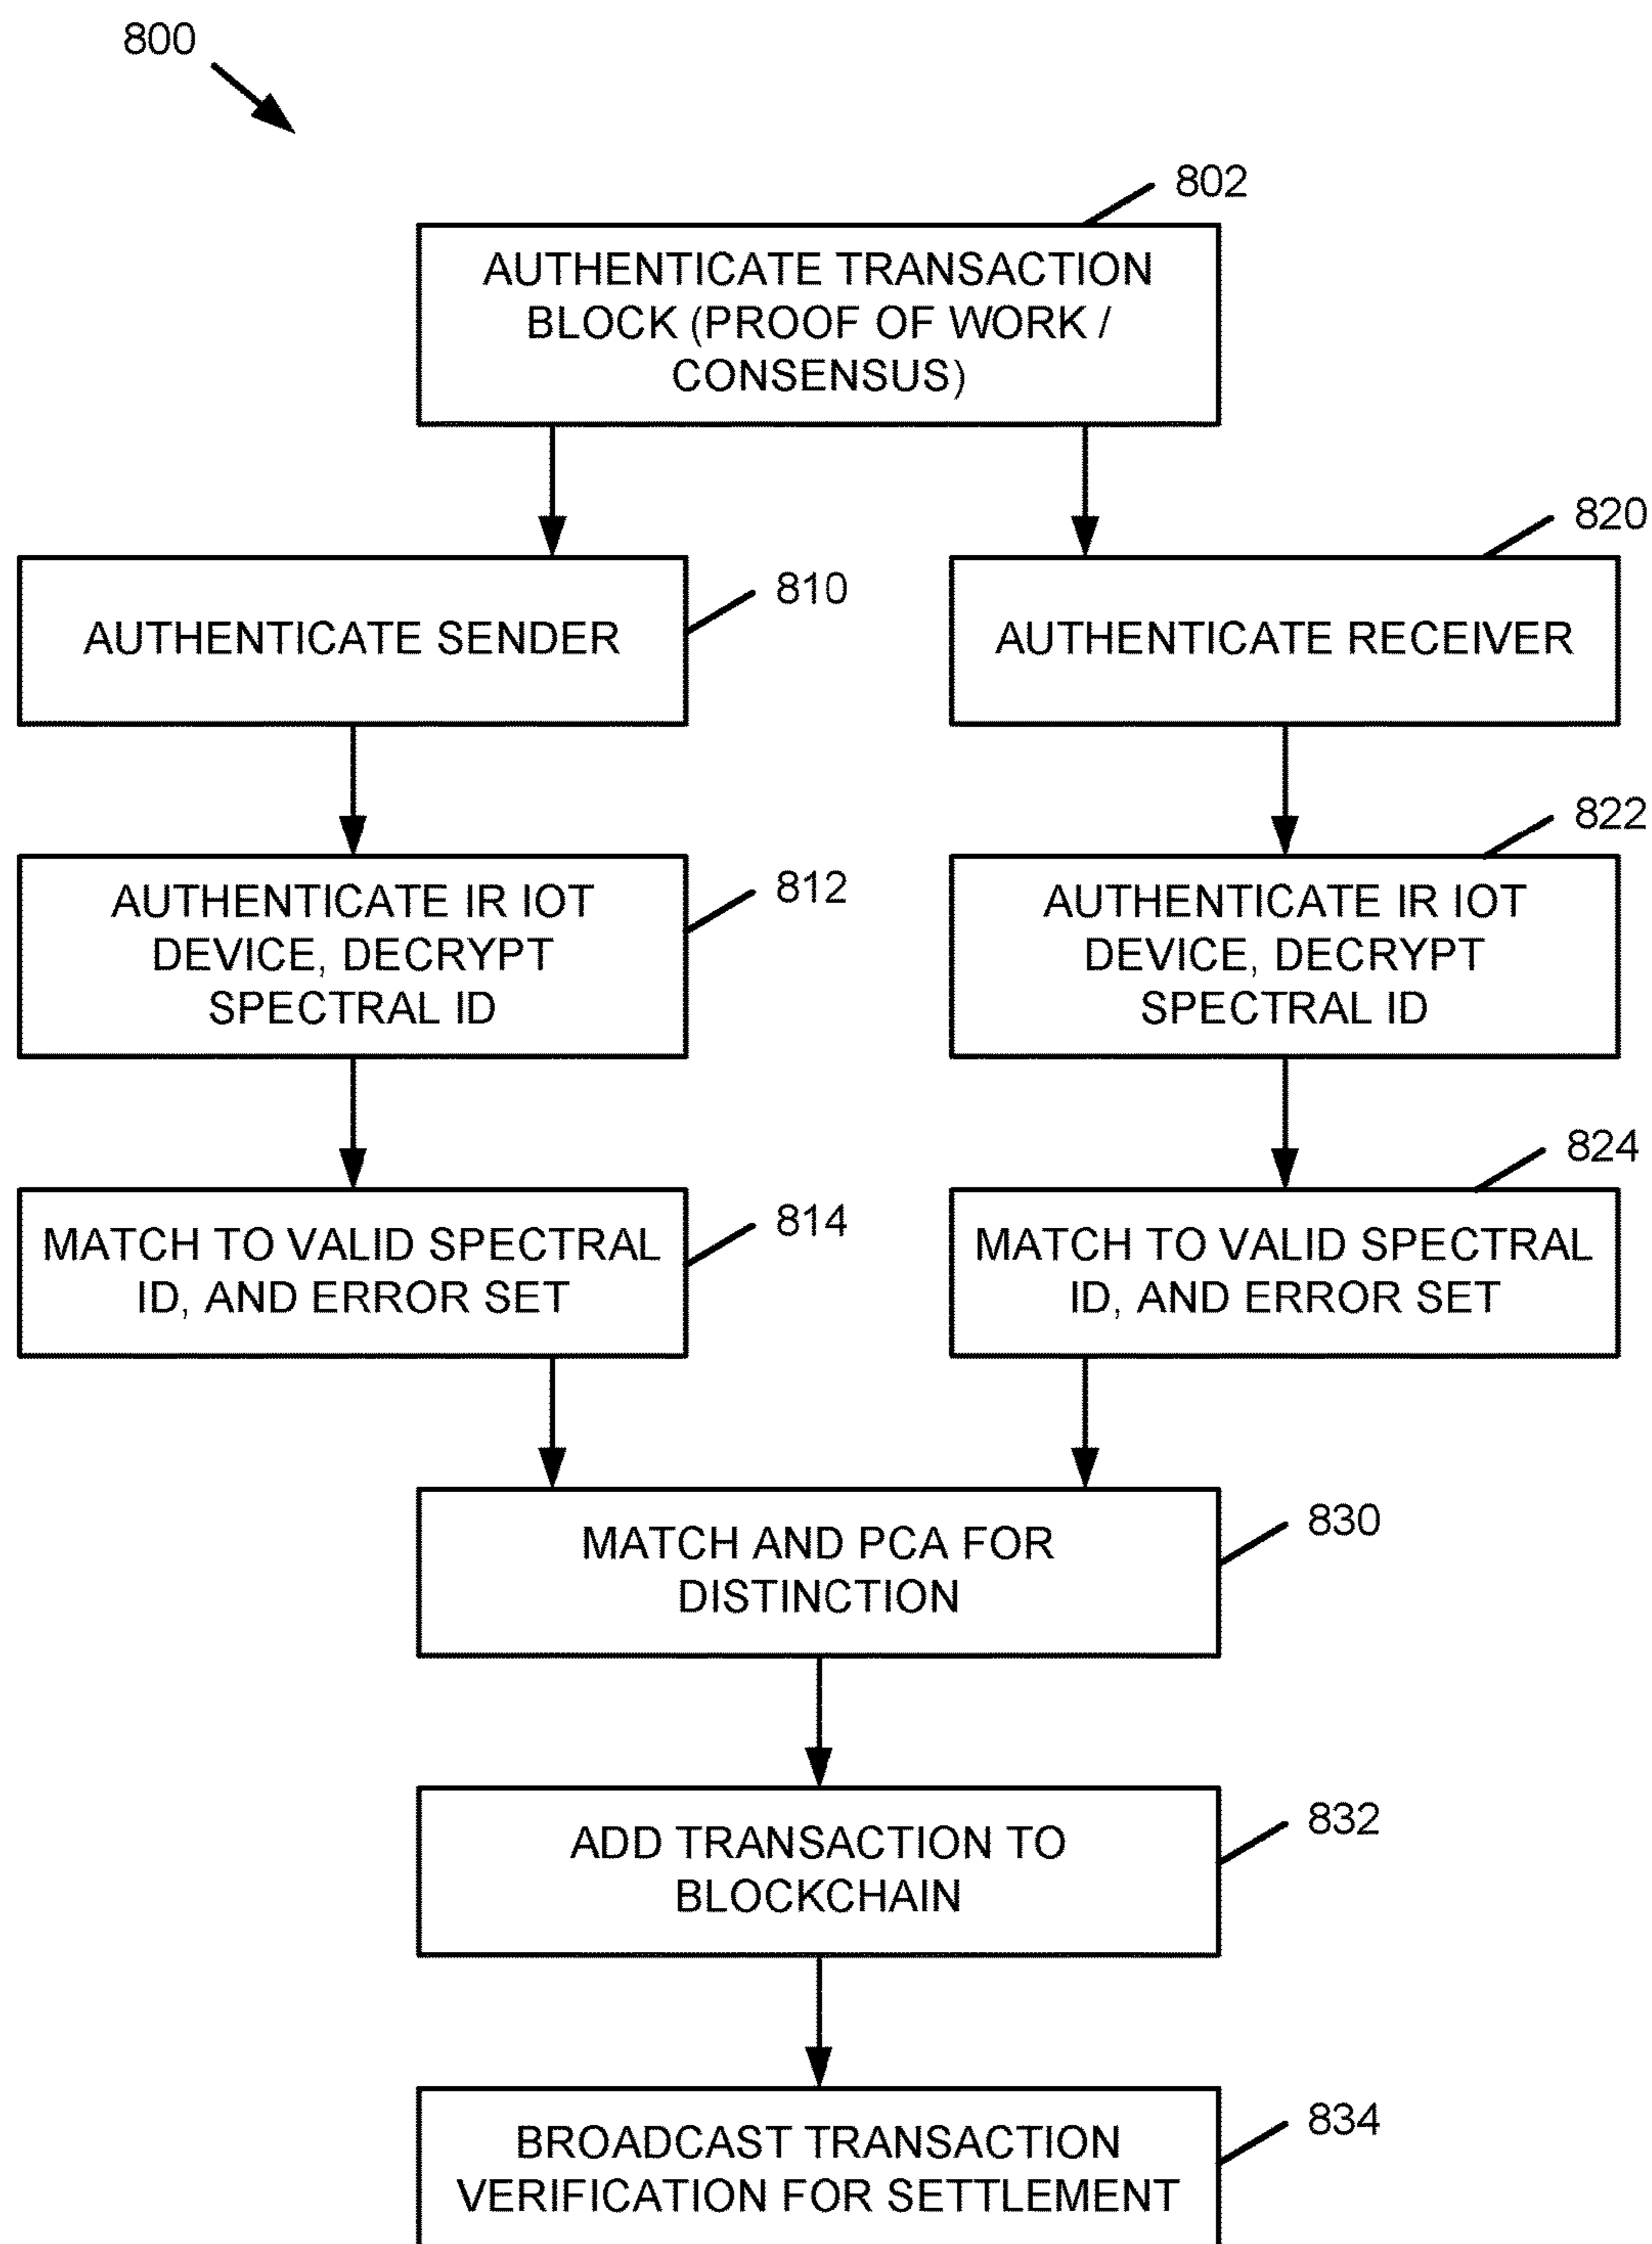 800
802
AUTHENTICATE TRANSACTION
BLOCK (PROOF OF WORK /
CONSENSUS)
810
AUTHENTICATE SENDER
820
AUTHENTICATE RECEIVER
812
AUTHENTICATE IR IOT
DEVICE, DECRYPT
SPECTRAL ID
822
AUTHENTICATE IR IOT
DEVICE, DECRYPT
SPECTRAL ID
814
MATCH TO VALID SPECTRAL
ID, AND ERROR SET
824
MATCH TO VALID SPECTRAL
ID, AND ERROR SET
830
MATCH AND PCA FOR
DISTINCTION
832
ADD TRANSACTION TO
BLOCKCHAIN
834
BROADCAST TRANSACTION
VERIFICATION FOR SETTLEMENT